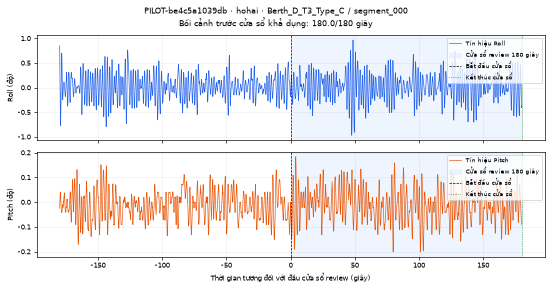 PILOT-be4c5a1039db · hohai · Berth_D_T3_Type_C / segment_000
Bối cảnh trước cửa sổ khả dụng: 180.0/180 giây
1.0
0.5
0.0
-0.5
-1.0
Roll (độ)
Tín hiệu Roll
Cửa sổ review 180 giây
Bắt đầu cửa sổ
Kết thúc cửa sổ
0.2
0.1
0.0
-0.1
-0.2
Pitch (độ)
Tín hiệu Pitch
Cửa sổ review 180 giây
Bắt đầu cửa sổ
Kết thúc cửa sổ
-150 -100 -50 0 50 100 150
Thời gian tương đối với đầu cửa sổ review (giây)